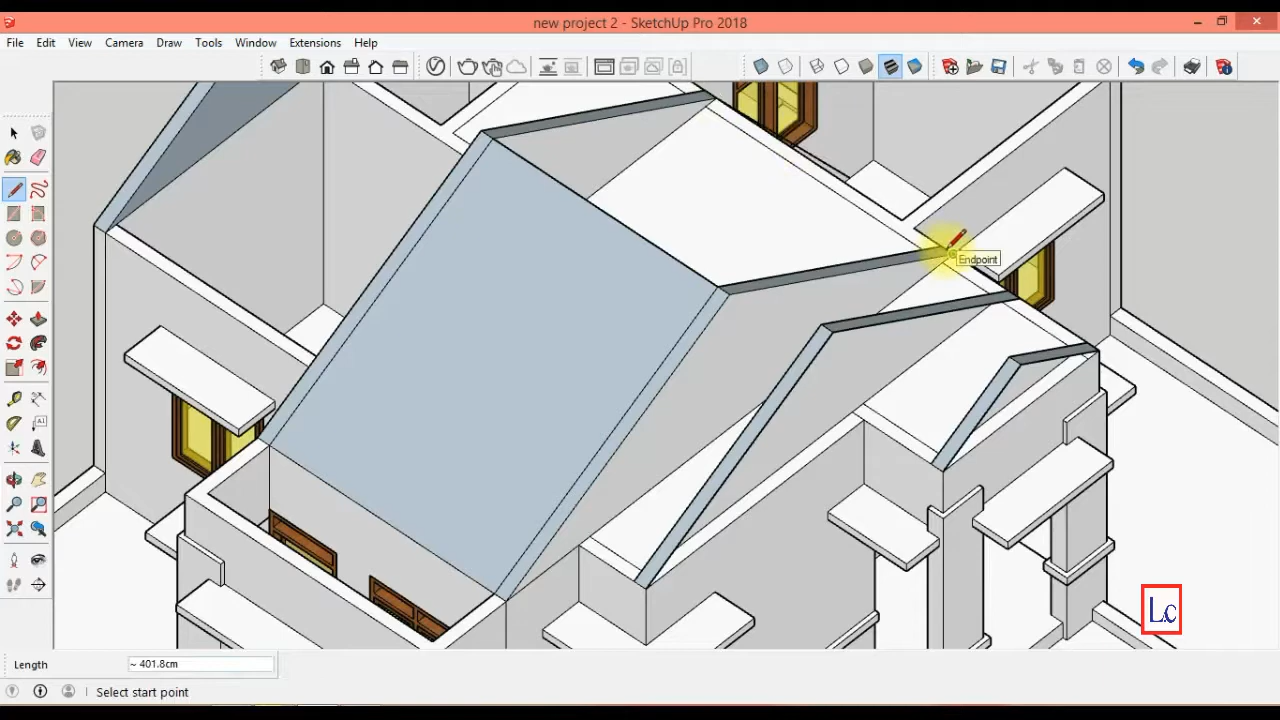 new project 2 - SketchUp Pro 2018
File Edit View Camera Draw Tools Window Extensions Help
Endpoint
Lc
Length ~ 401.8cm
Select start point